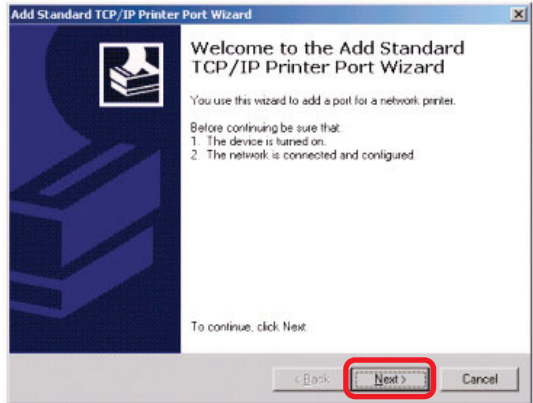 Add Standard TCP/IP Printer Port Wizard
Welcome to the Add Standard
TCP/IP Printer Port Wizard
You use this wizard to add a port for a network printer.
Before continuing be sure that:
1. The device is turned on.
2. The network is connected and configured.
To continue, click Next.
< Back
Next >
Cancel